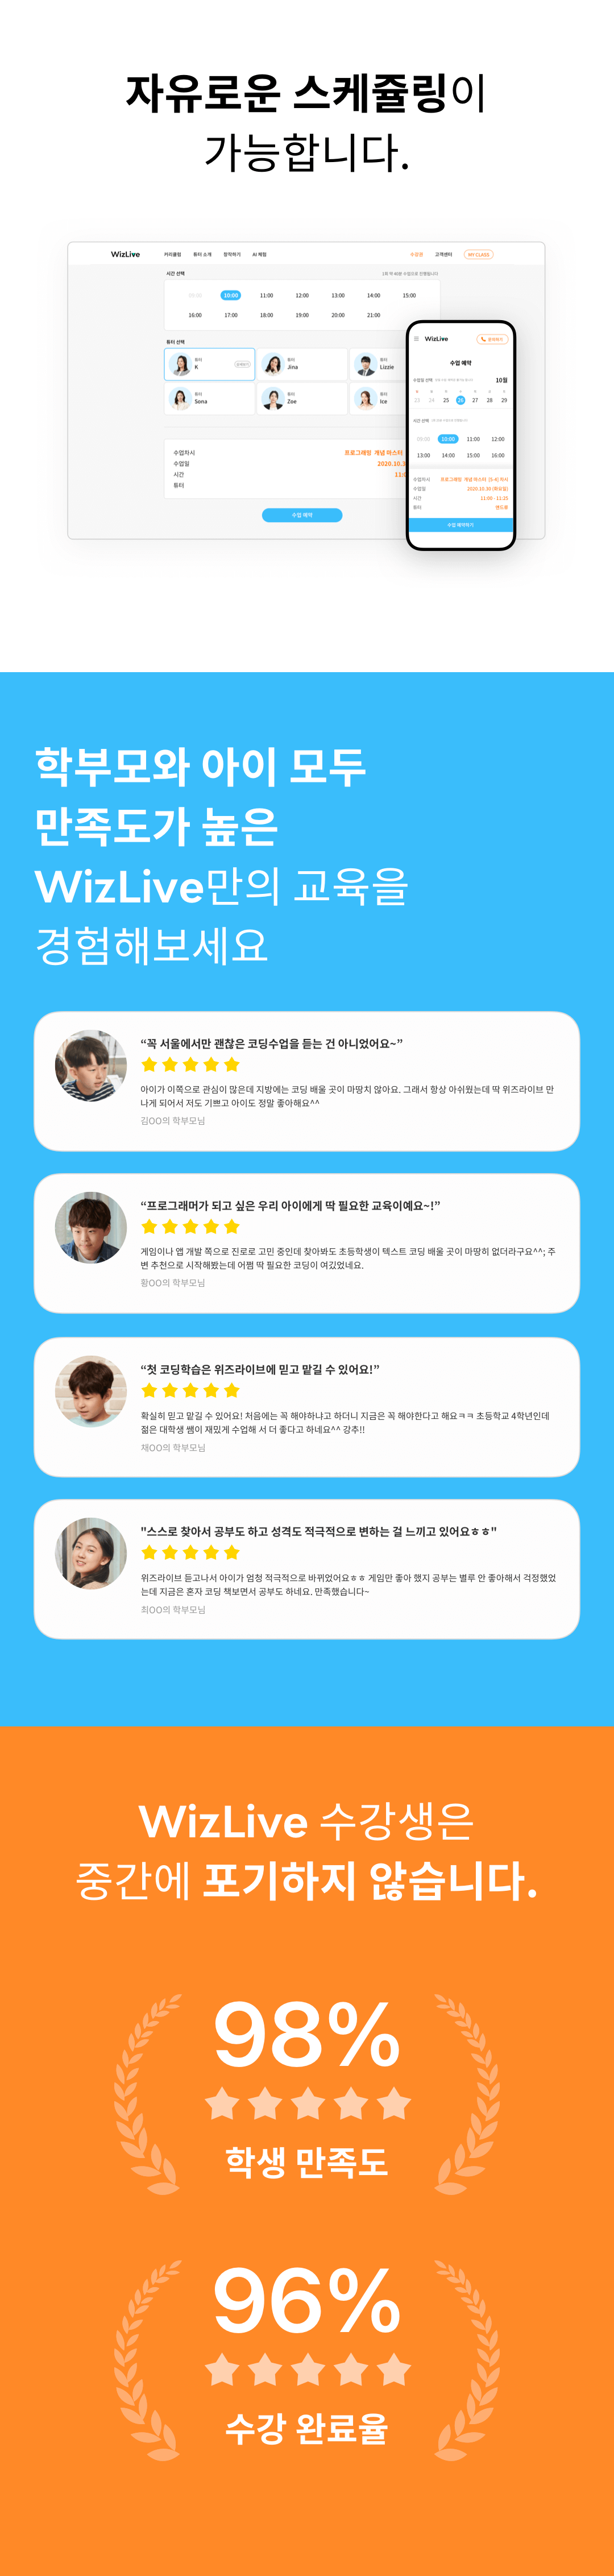 자유로운 스케쥴링이
가능합니다.
WizLive 커리큘럼 튜터 소개 창작하기 AI 체험 수강권 고객센터 MY CLASS
시간 선택
09:00 10:00 11:00 12:00 13:00 14:00 15:00
16:00 17:00 18:00 19:00 20:00 21:00
튜터 선택
튜터
K
튜터
Jina
튜터
Lizzie
튜터
Sona
튜터
Zoe
튜터
Ice
수업차시 프로그래밍 개념 마스터
수업일 2020.10.3
시간 11:0
튜터
수업 예약
WizLive
수업 예약
수업일 선택 10월
23 24 25 26 27 28 29
시간 선택
09:00 10:00 11:00 12:00
13:00 14:00 15:00 16:00
수업차시 프로그래밍 개념 마스터 [5-6] 차시
수업일 2020.10.30 (화요일)
시간 11:00 - 11:35
튜터 앤드류
수업 예약하기
학부모와 아이 모두
만족도가 높은
WizLive만의 교육을
경험해보세요
“꼭 서울에서만 괜찮은 코딩수업을 듣는 건 아니었어요~”
아이가 이쪽으로 관심이 많은데 지방에는 코딩 배울 곳이 마땅치 않아요. 그래서 항상 아쉬웠는데 딱 위즈라이브 만
나게 되어서 저도 기쁘고 아이도 정말 좋아해요^^
김OO의 학부모님
“프로그래머가 되고 싶은 우리 아이에게 딱 필요한 교육이예요~!”
게임이나 앱 개발 쪽으로 진로로 고민 중인데 찾아봐도 초등학생이 텍스트 코딩 배울 곳이 마땅히 없더라구요^^; 주
변 추천으로 시작해봤는데 어쩜 딱 필요한 코딩이 여깄었네요.
황OO의 학부모님
“첫 코딩학습은 위즈라이브에 믿고 맡길 수 있어요!”
확실히 믿고 맡길 수 있어요! 처음에는 꼭 해야하냐고 하더니 지금은 꼭 해야한다고 해요ㅋㅋ 초등학교 4학년인데
젊은 대학생 쌤이 재밌게 수업해 서 더 좋다고 하네요^^ 강추!!
채OO의 학부모님
"스스로 찾아서 공부도 하고 성격도 적극적으로 변하는 걸 느끼고 있어요ㅎㅎ"
위즈라이브 듣고나서 아이가 엄청 적극적으로 바뀌었어요ㅎㅎ 게임만 좋아 했지 공부는 별루 안 좋아해서 걱정했었
는데 지금은 혼자 코딩 책보면서 공부도 하네요. 만족했습니다~
최OO의 학부모님
WizLive 수강생은
중간에 포기하지 않습니다.
98%
학생 만족도
96%
수강 완료율